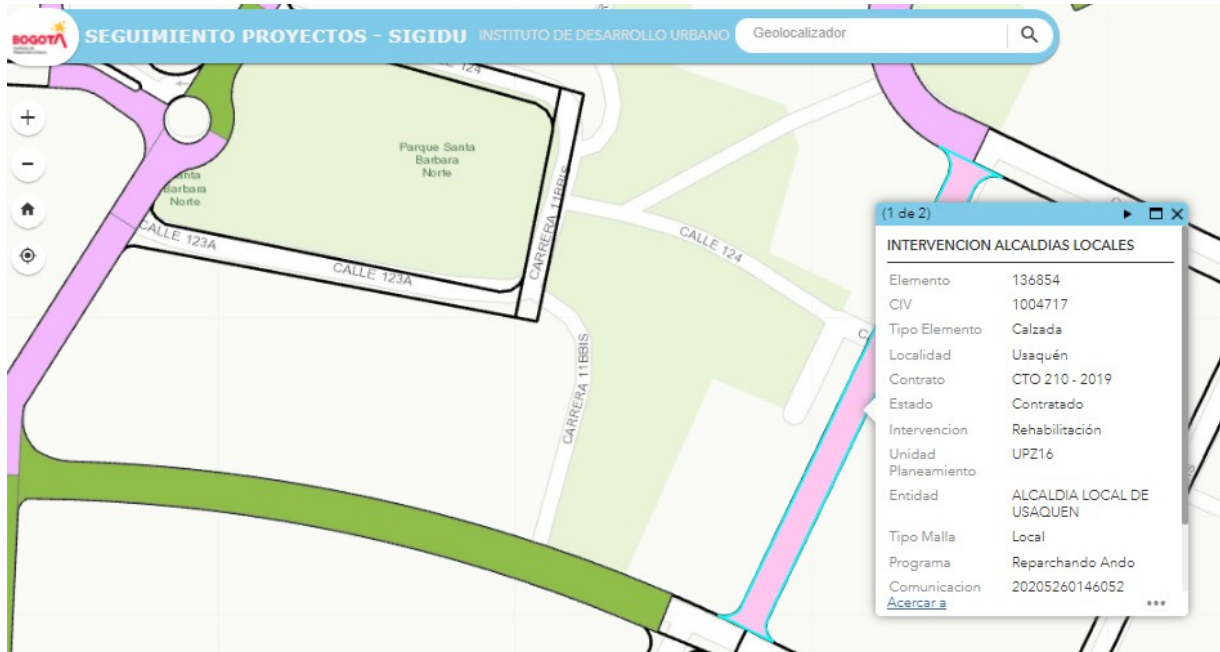 BOGOTÁ
SEGUIMIENTO PROYECTOS - SIGIDU INSTITUTO DE DESARROLLO URBANO
Geolocalizador
124
Parque Santa
Barbara
Norte
Barbara
Norte
CALLE 123A
CALLE 123A
CARRERA 11BBIS
CARRERA 11BBIS
CALLE 124
(1 de 2)
INTERVENCION ALCALDIAS LOCALES
Elemento 136854
CIV 1004717
Tipo Elemento Calzada
Localidad Usaquén
Contrato CTO 210 - 2019
Estado Contratado
Intervencion Rehabilitación
Unidad Planeamiento UPZ16
Entidad ALCALDIA LOCAL DE
USAQUEN
Tipo Malla Local
Programa Reparchando Ando
Comunicacion 20205260146052
Acercar a